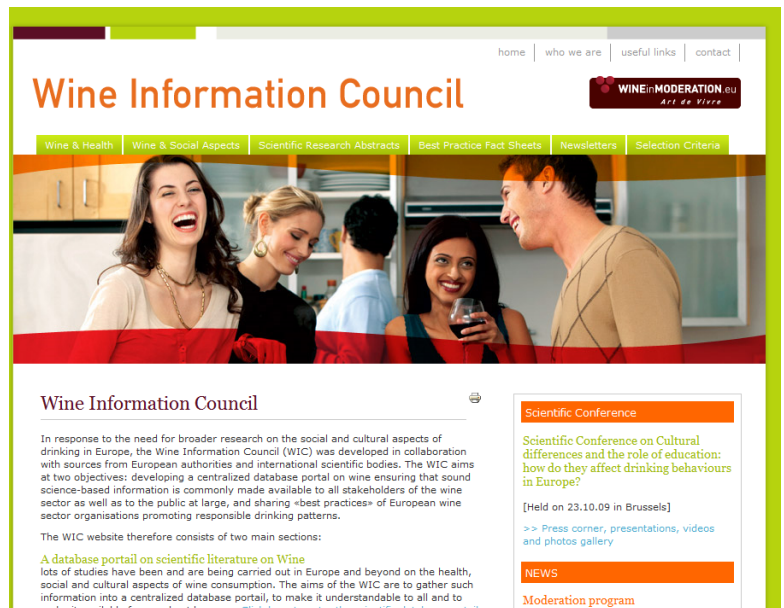 home who we are useful links contact
Wine Information Council
WINEinMODERATION.eu
Art de Vivre
Wine & Health Wine & Social Aspects Scientific Research Abstracts Best Practice Fact Sheets Newsletters Selection Criteria
Wine Information Council
In response to the need for broader research on the social and cultural aspects of
drinking in Europe, the Wine Information Council (WIC) was developed in collaboration
with sources from European authorities and international scientific bodies. The WIC aims
at two objectives: developing a centralized database portal on wine ensuring that sound
science-based information is commonly made available to all stakeholders of the wine
sector as well as to the public at large, and sharing «best practices» of European wine
sector organisations promoting responsible drinking patterns.
The WIC website therefore consists of two main sections:
A database portail on scientific literature on Wine
lots of studies have been and are being carried out in Europe and beyond on the health,
social and cultural aspects of wine consumption. The aims of the WIC are to gather such
information into a centralized database portail, to make it understandable to all and to
Scientific Conference
Scientific Conference on Cultural
differences and the role of education:
how do they affect drinking behaviours
in Europe?
[Held on 23.10.09 in Brussels]
>> Press corner, presentations, videos
and photos gallery
NEWS
Moderation program